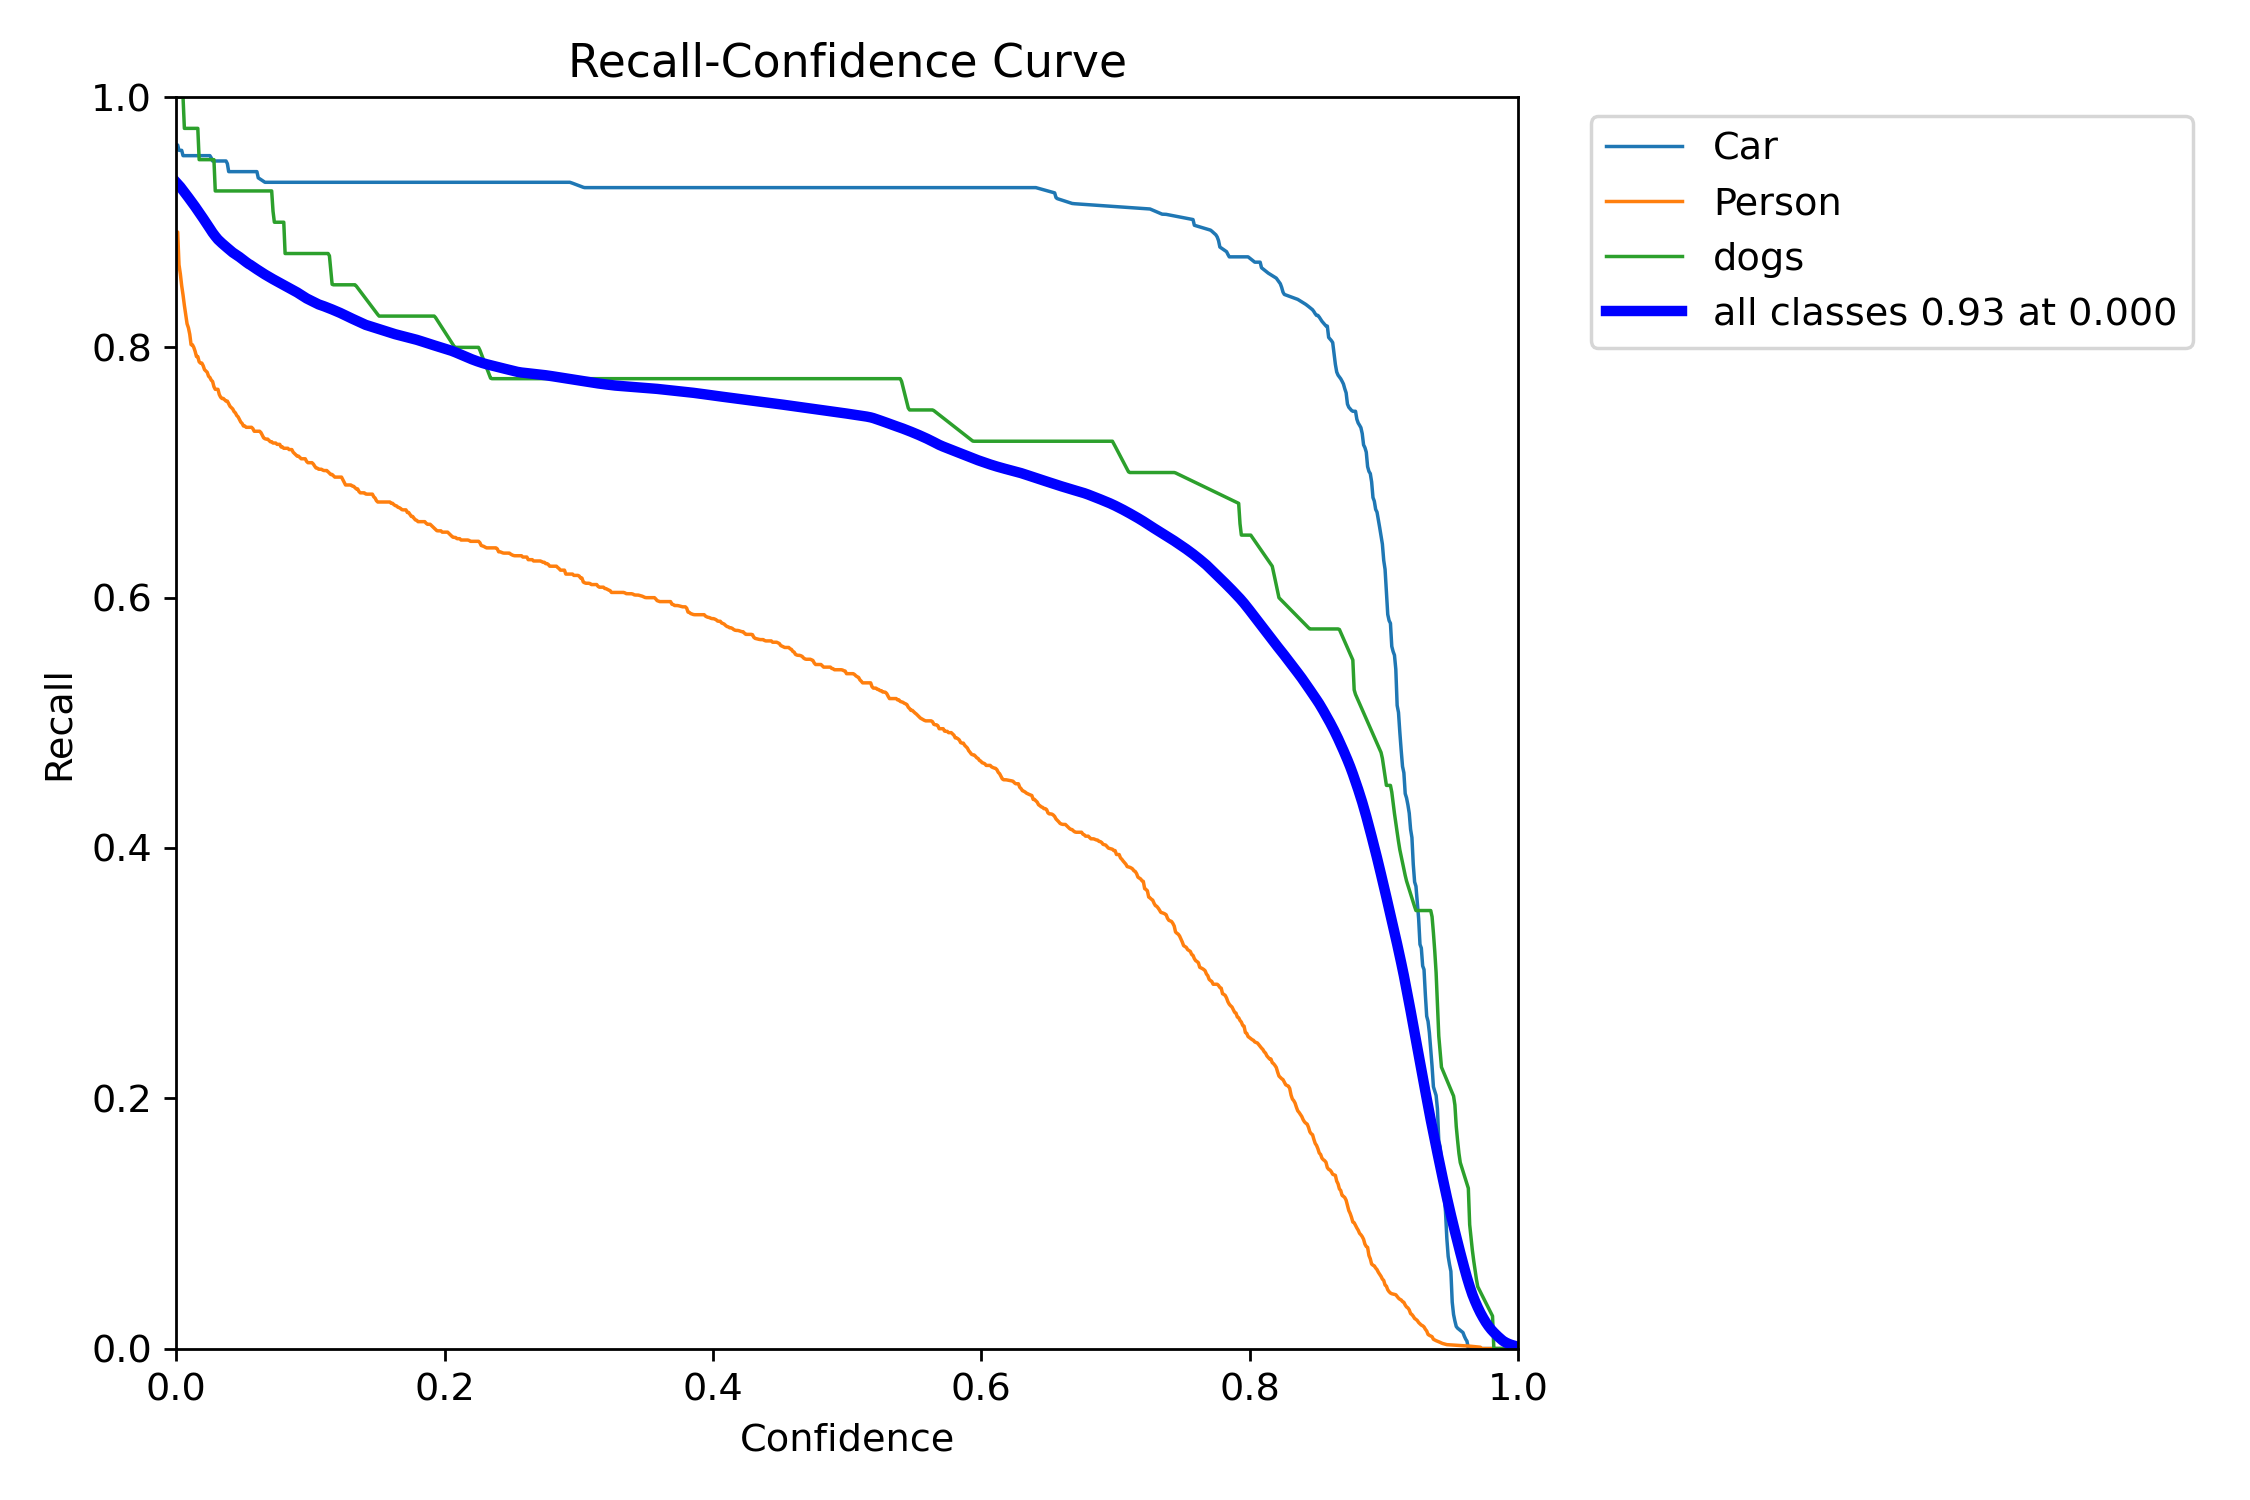 Recall-Confidence Curve
1.0
0.8
0.6
0.4
0.2
0.0
Recall
0.0 0.2 0.4 0.6 0.8 1.0
Confidence
Car
Person
dogs
all classes 0.93 at 0.000